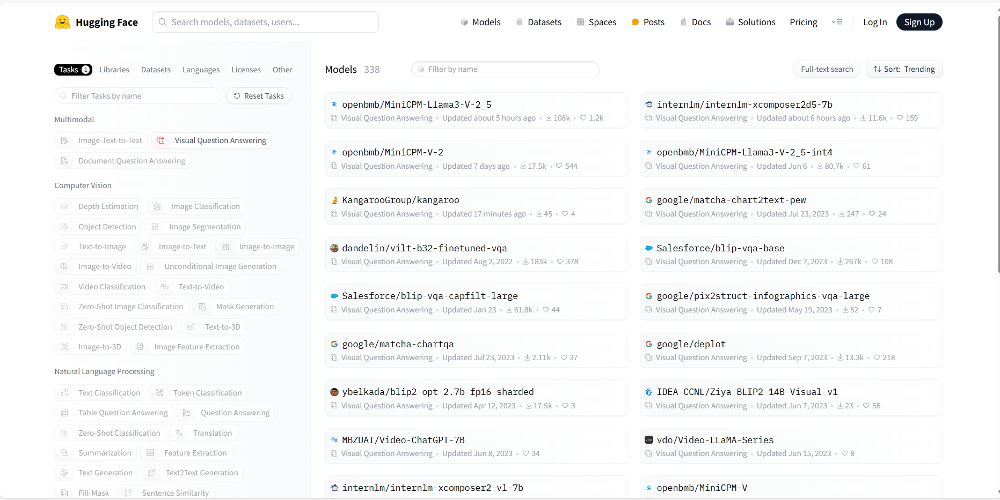 Hugging Face
Search models, datasets, users...
Models
Datasets
Spaces
Posts
Docs
Solutions
Pricing
Log In
Sign Up
Tasks 1
Libraries
Datasets
Languages
Licenses
Other
Filter Tasks by name
Reset Tasks
Multimodal
Image-Text-to-Text
Visual Question Answering
Document Question Answering
Computer Vision
Depth Estimation
Image Classification
Object Detection
Image Segmentation
Text-to-Image
Image-to-Text
Image-to-Image
Image-to-Video
Unconditional Image Generation
Video Classification
Text-to-Video
Zero-Shot Image Classification
Mask Generation
Zero-Shot Object Detection
Text-to-3D
Image-to-3D
Image Feature Extraction
Natural Language Processing
Text Classification
Token Classification
Table Question Answering
Question Answering
Zero-Shot Classification
Translation
Summarization
Feature Extraction
Text Generation
Text2Text Generation
Fill-Mask
Sentence Similarity
Models 338
Filter by name
Full-text search
Sort: Trending
openbmb/MiniCPM-Llama3-V-2_5
Visual Question Answering • Updated about 5 hours ago • 108k • 1.2k
internlm/internlm-xcomposer2d5-7b
Visual Question Answering • Updated about 6 hours ago • 11.6k • 159
openbmb/MiniCPM-V-2
Visual Question Answering • Updated 7 days ago • 17.5k • 544
openbmb/MiniCPM-Llama3-V-2_5-int4
Visual Question Answering • Updated Jun 6 • 80.7k • 61
KangarooGroup/kangaroo
Visual Question Answering • Updated 17 minutes ago • 45 • 4
google/matcha-chart2text-pew
Visual Question Answering • Updated Jul 23, 2023 • 247 • 24
dandelin/vilt-b32-finetuned-vqa
Visual Question Answering • Updated Aug 2, 2022 • 183k • 378
Salesforce/blip-vqa-base
Visual Question Answering • Updated Dec 7, 2023 • 267k • 108
Salesforce/blip-vqa-capfilt-large
Visual Question Answering • Updated Jan 23 • 61.8k • 44
google/pix2struct-infographics-vqa-large
Visual Question Answering • Updated May 19, 2023 • 52 • 7
google/matcha-chartqa
Visual Question Answering • Updated Jul 23, 2023 • 2.11k • 37
google/deplot
Visual Question Answering • Updated Sep 7, 2023 • 13.3k • 218
ybelkada/blip2-opt-2.7b-fp16-sharded
Visual Question Answering • Updated Apr 12, 2023 • 17.5k • 3
IDEA-CCNL/Ziya-BLIP2-14B-Visual-v1
Visual Question Answering • Updated Jun 7, 2023 • 23 • 56
MBZUAI/Video-ChatGPT-7B
Visual Question Answering • Updated Jun 8, 2023 • 34
vdo/Video-LLaMA-Series
Visual Question Answering • Updated Jun 15, 2023 • 8
internlm/internlm-xcomposer2-vl-7b
openbmb/MiniCPM-V